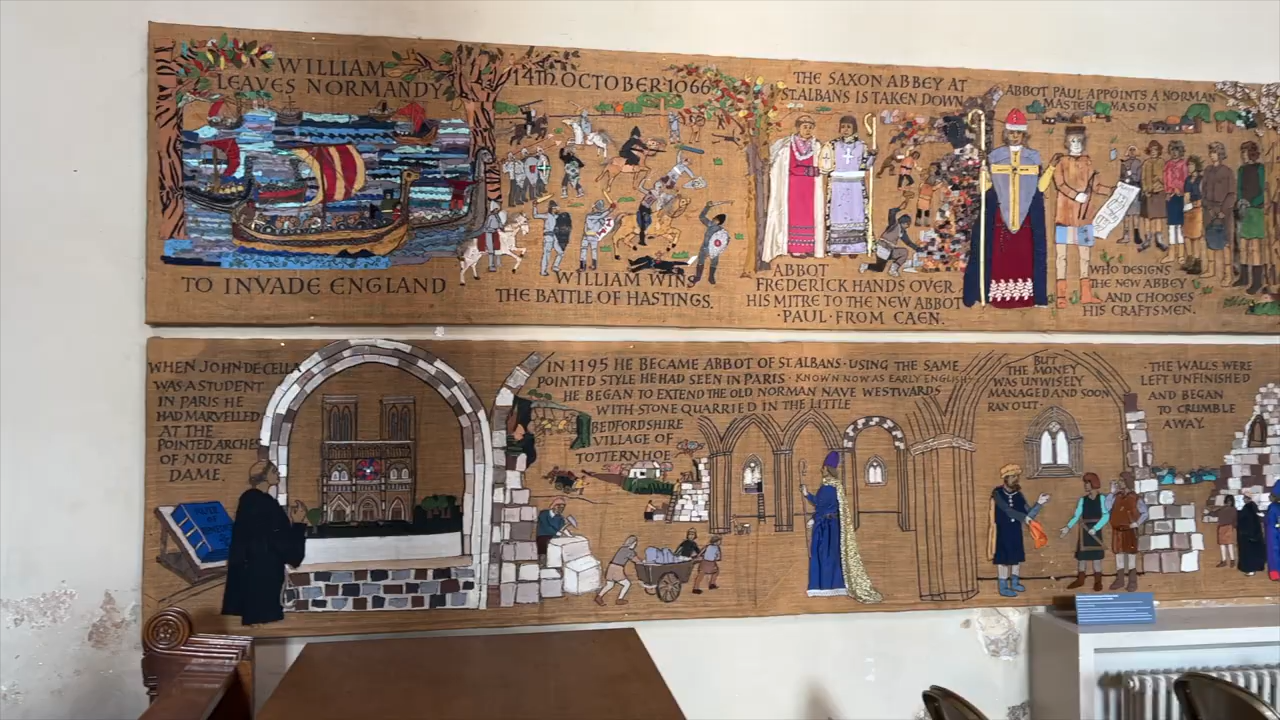 WILLIAM
LEAVES NORMANDY
TO INVADE ENGLAND
14TH OCTOBER 1066
WILLIAM WINS
THE BATTLE OF HASTINGS.
THE SAXON ABBEY AT
ST.ALBANS IS TAKEN DOWN
ABBOT
FREDERICK HANDS OVER
HIS MITRE TO THE NEW ABBOT
·PAUL·FROM CAEN.
ABBOT PAUL APPOINTS A NORMAN
MASTER MASON
WHO DESIGNS
THE NEW ABBEY
AND CHOOSES
HIS CRAFTSMEN.
WHEN JOHN DE CELLA
WAS A STUDENT
IN PARIS HE
HAD MARVELLED
AT THE
POINTED ARCHES
OF NOTRE
DAME.
IN 1195 HE BECAME ABBOT OF ST.ALBANS·USING THE SAME
POINTED STYLE HE HAD SEEN IN PARIS·KNOWN NOW AS EARLY ENGLISH·
HE BEGAN TO EXTEND THE OLD NORMAN NAVE WESTWARDS
WITH STONE QUARRIED IN THE LITTLE
BEDFORDSHIRE
VILLAGE OF
TOTTERNHOE
BUT
THE MONEY
WAS UNWISELY
MANAGED AND SOON
RAN OUT·
·THE WALLS WERE
LEFT UNFINISHED
AND BEGAN
TO CRUMBLE
AWAY.